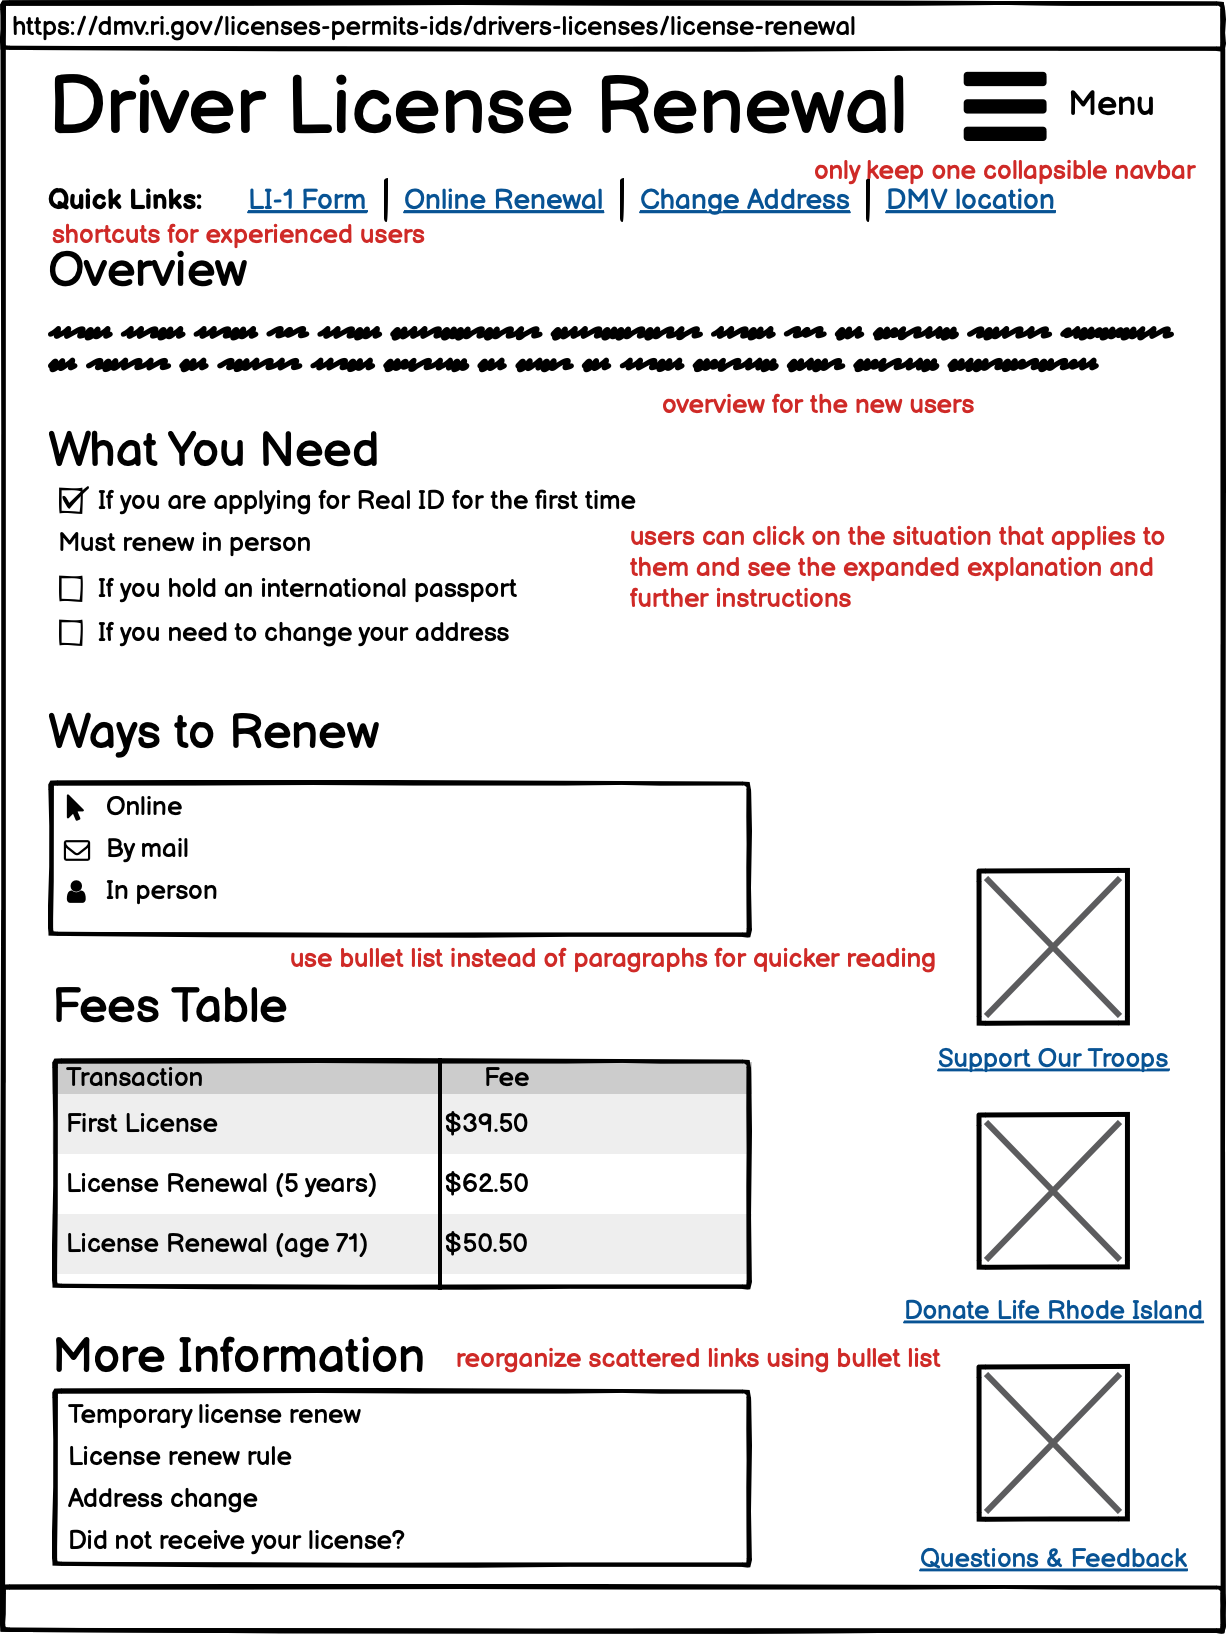 https://dmv.ri.gov/licenses-permits-ids/drivers-licenses/license-renewal
Driver License Renewal
Menu
only keep one collapsible navbar
Quick Links: LI-1 Form | Online Renewal | Change Address | DMV location
shortcuts for experienced users
Overview
overview for the new users
What You Need
If you are applying for Real ID for the first time
Must renew in person
If you hold an international passport
If you need to change your address
users can click on the situation that applies to
them and see the expanded explanation and
further instructions
Ways to Renew
Online
By mail
In person
use bullet list instead of paragraphs for quicker reading
Fees Table
Transaction Fee
First License $39.50
License Renewal (5 years) $62.50
License Renewal (age 71) $50.50
Support Our Troops
Donate Life Rhode Island
More Information
reorganize scattered links using bullet list
Temporary license renew
License renew rule
Address change
Did not receive your license?
Questions & Feedback